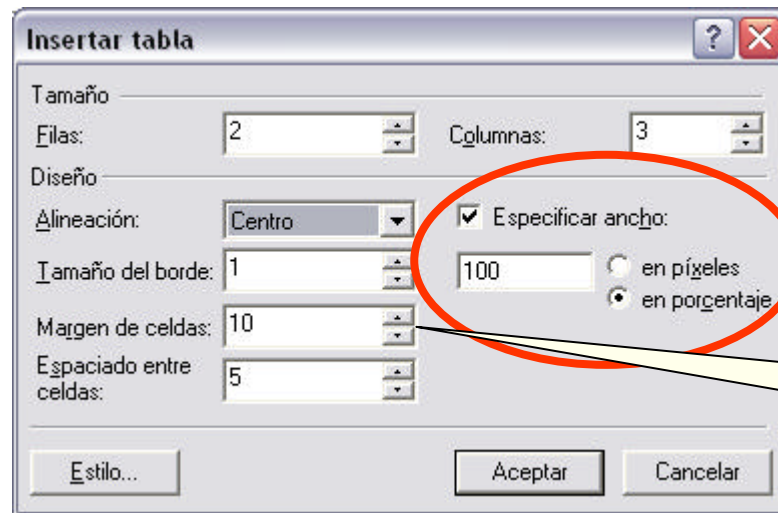 Insertar tabla
Tamaño
Filas: 2 Columnas: 3
Diseño
Alineación: Centro Especificar ancho:
Tamaño del borde: 1 100 en píxeles
en porcentaje
Margen de celdas: 10
Espaciado entre
celdas: 5
Estilo... Aceptar Cancelar